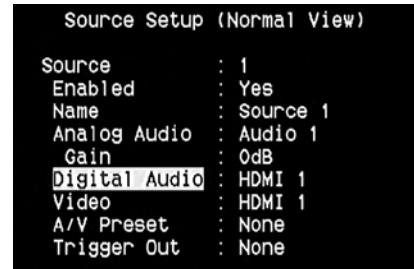 Source Setup (Normal View)
Source : 1
Enabled : Yes
Name : Source 1
Analog Audio : Audio 1
Gain : 0dB
Digital Audio : HDMI 1
Video : HDMI 1
A/V Preset : None
Trigger Out : None